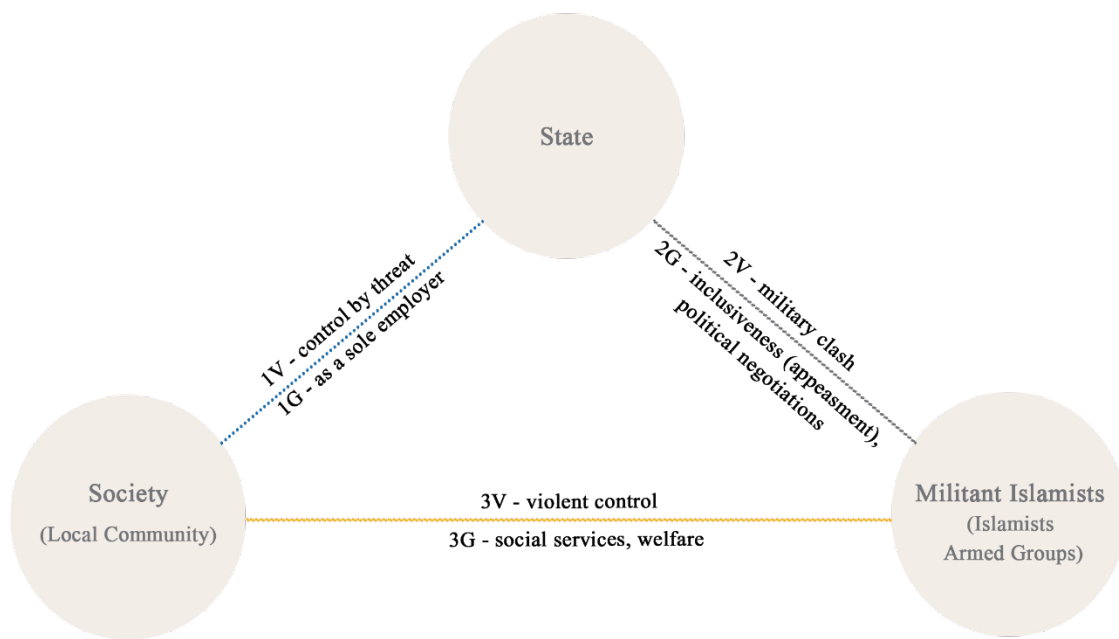 State
1V - control by threat
1G - as a sole employer
2V - military clash
2G - inclusiveness (appeasment),
political negotiations
Society
(Local Community)
3V - violent control
3G - social services, welfare
Militant Islamists
(Islamists
Armed Groups)